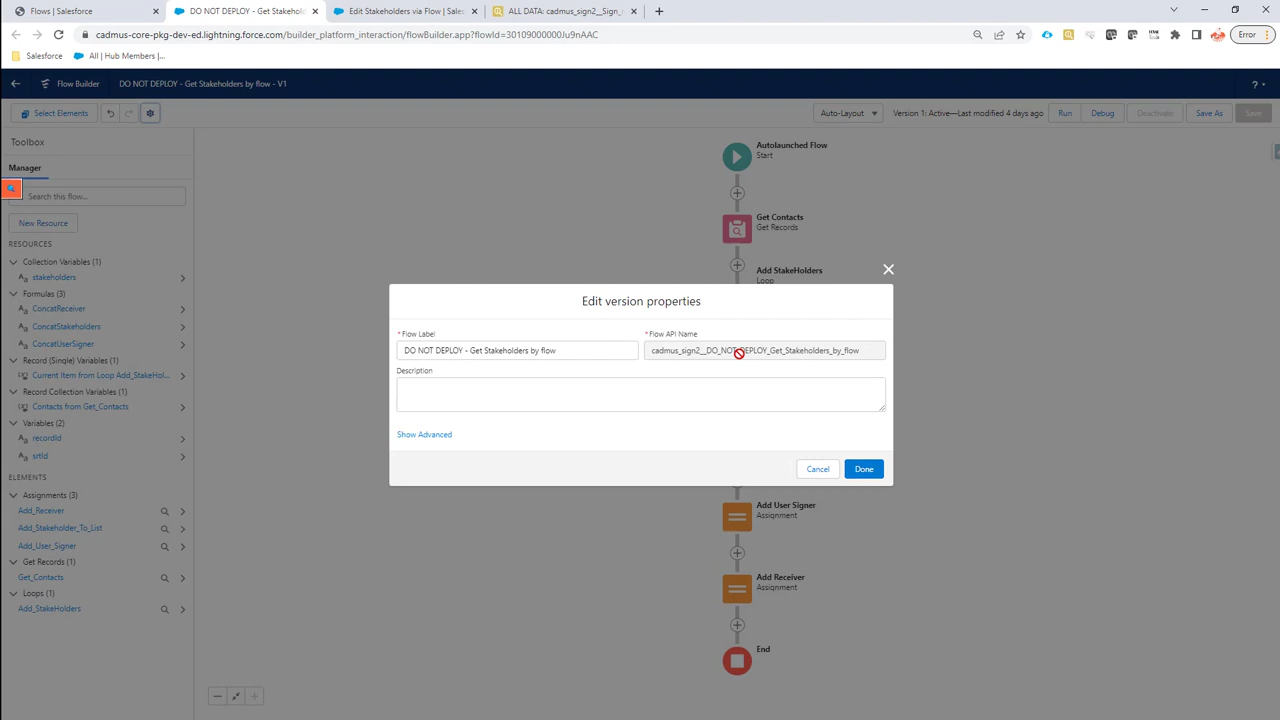 Flows | Salesforce
DO NOT DEPLOY - Get Stakehold
Edit Stakeholders via Flow | Sales
ALL DATA: cadmus_sign2__Sign_
cadmus-core-pkg-dev-ed.lightning.force.com/builder_platform_interaction/flowBuilder.app?flowId=30109000000Iu9nAAC
Error
Salesforce
All | Hub Members |...
Flow Builder
DO NOT DEPLOY - Get Stakeholders by flow - V1
?
Select Elements
Auto-Layout
Version 1: Active—Last modified 4 days ago
Run
Debug
Deactivate
Save As
Save
Toolbox
Manager
Search this flow...
New Resource
RESOURCES
Collection Variables (1)
stakeholders
Formulas (3)
ConcatReceiver
ConcatStakeholders
ConcatUserSigner
Record (Single) Variables (1)
Current Item from Loop Add_StakeHol...
Record Collection Variables (1)
Contacts from Get_Contacts
Variables (2)
recordId
srtId
ELEMENTS
Assignments (3)
Add_Receiver
Add_Stakeholder_To_List
Add_User_Signer
Get Records (1)
Get_Contacts
Loops (1)
Add_StakeHolders
Autolaunched Flow
Start
Get Contacts
Get Records
Add StakeHolders
Loop
Edit version properties
* Flow Label
* Flow API Name
DO NOT DEPLOY - Get Stakeholders by flow
cadmus_sign2__DO_NOT_DEPLOY_Get_Stakeholders_by_flow
Description
Show Advanced
Cancel
Done
Add User Signer
Assignment
Add Receiver
Assignment
End